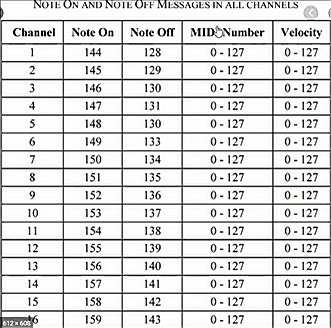 NOTE ON AND NOTE OFF MESSAGES IN ALL CHANNELS
Channel Note On Note Off MIDI Number Velocity
1 144 128 0 - 127 0 - 127
2 145 129 0 - 127 0 - 127
3 146 130 0 - 127 0 - 127
4 147 131 0 - 127 0 - 127
5 148 130 0 - 127 0 - 127
6 149 133 0 - 127 0 - 127
7 150 134 0 - 127 0 - 127
8 151 135 0 - 127 0 - 127
9 152 136 0 - 127 0 - 127
10 153 137 0 - 127 0 - 127
11 154 138 0 - 127 0 - 127
12 155 139 0 - 127 0 - 127
13 156 140 0 - 127 0 - 127
14 157 141 0 - 127 0 - 127
15 158 142 0 - 127 0 - 127
16 159 143 0 - 127 0 - 127
612 × 608